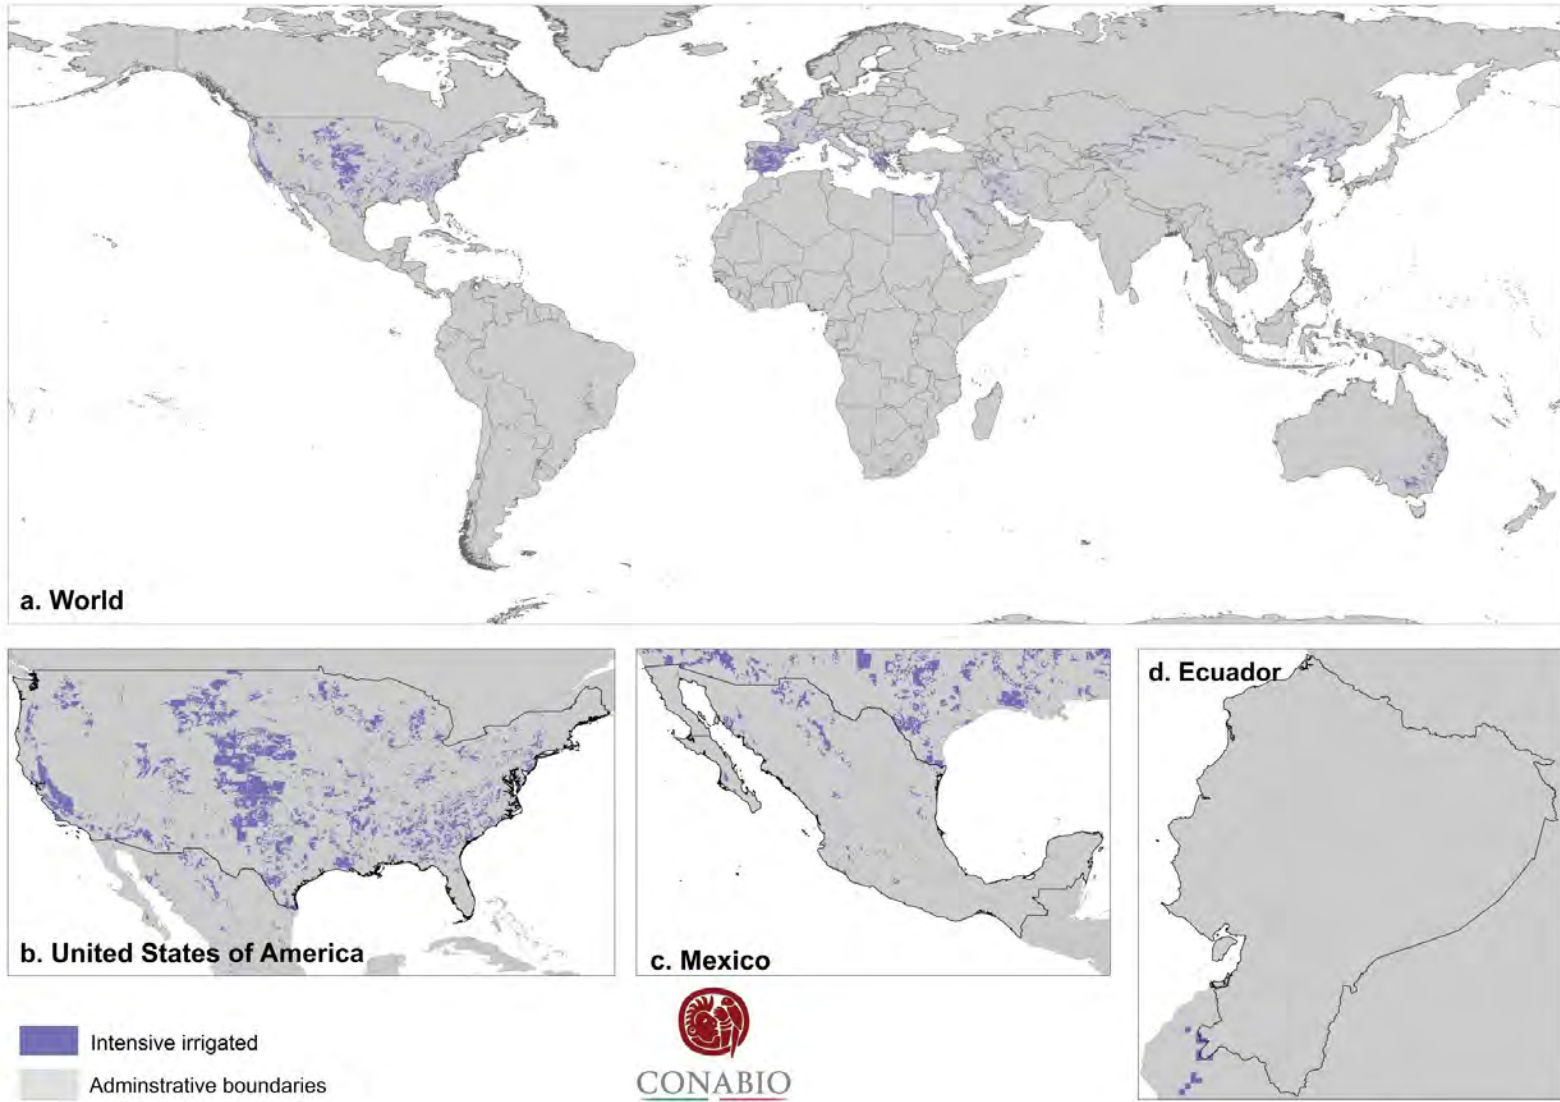 a. World
b. United States of America
c. Mexico
d. Ecuador
Intensive irrigated
Adminstrative boundaries
CONABIO